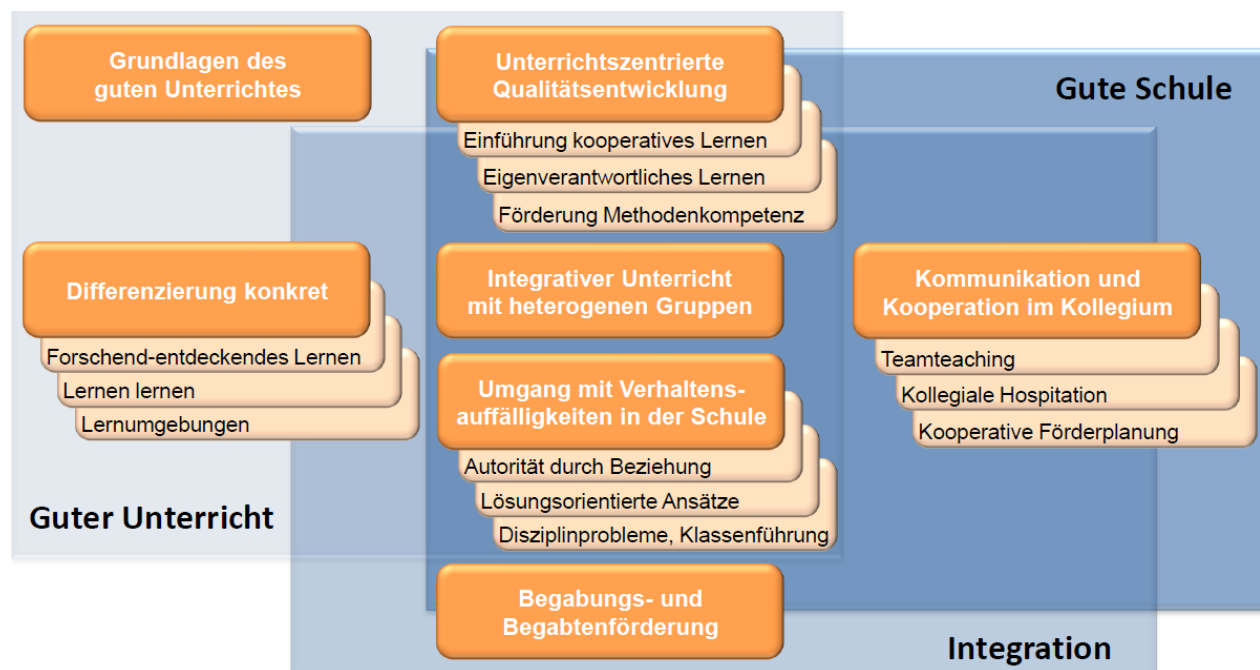 Grundlagen des
guten Unterrichtes
Unterrichtszentrierte
Qualitätsentwicklung
Einführung kooperatives Lernen
Eigenverantwortliches Lernen
Förderung Methodenkompetenz
Gute Schule
Differenzierung konkret
Forschend-entdeckendes Lernen
Lernen lernen
Lernumgebungen
Integrativer Unterricht
mit heterogenen Gruppen
Kommunikation und
Kooperation im Kollegium
Teamteaching
Kollegiale Hospitation
Kooperative Förderplanung
Umgang mit Verhaltens-
auffälligkeiten in der Schule
Autorität durch Beziehung
Lösungsorientierte Ansätze
Disziplinprobleme, Klassenführung
Guter Unterricht
Begabungs- und
Begabtenförderung
Integration